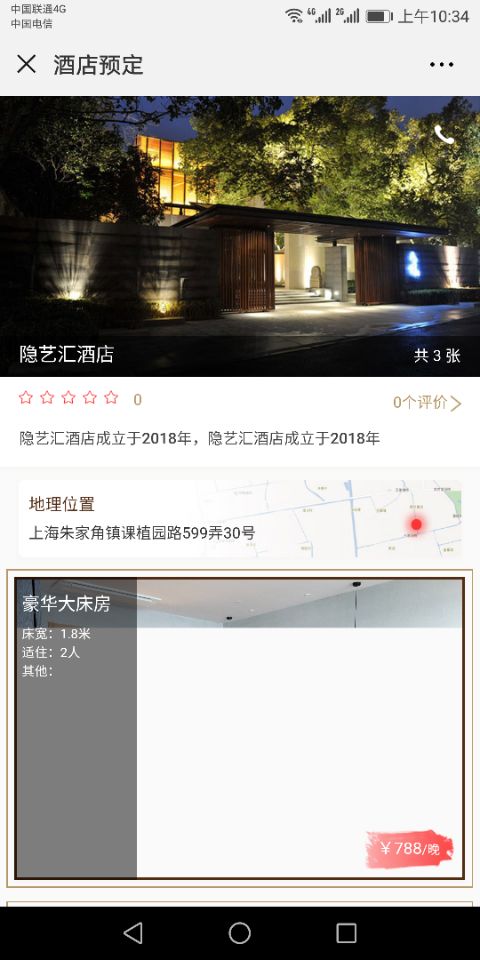 中国联通4G
中国电信
4G
2G
上午10:34
酒店预定
隐艺汇酒店
共 3 张
0
0个评价
隐艺汇酒店成立于2018年，隐艺汇酒店成立于2018年
地理位置
上海朱家角镇课植园路599弄30号
豪华大床房
床宽：1.8米
适住：2人
其他：
￥788/晚